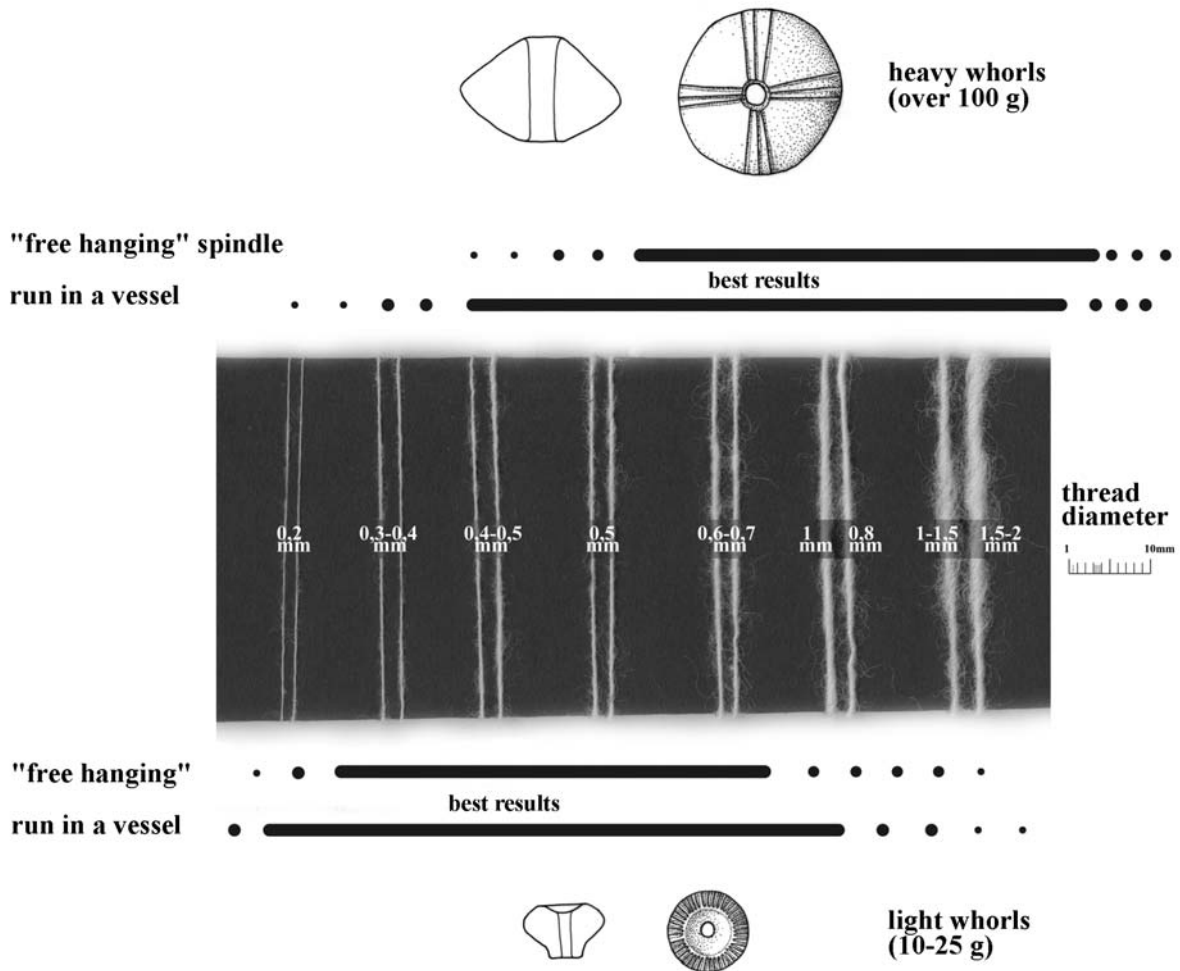 heavy whorls
(over 100 g)
"free hanging" spindle
best results
run in a vessel
0,2
mm
0,3-0,4
mm
0,4-0,5
mm
0,5
mm
0,6-0,7
mm
1
mm
0,8
mm
1-1,5
mm
1,5-2
mm
thread
diameter
1 10mm
"free hanging"
best results
run in a vessel
light whorls
(10-25 g)